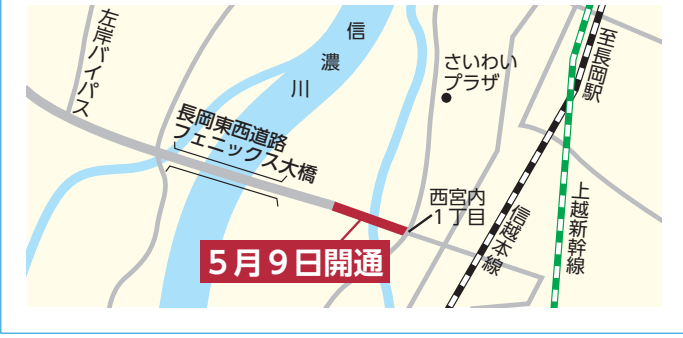 左岸バイパス
信濃川
さいわい
プラザ
至長岡駅
長岡東西道路
フェニックス大橋
西宮内
１丁目
信越本線
上越新幹線
５月９日開通